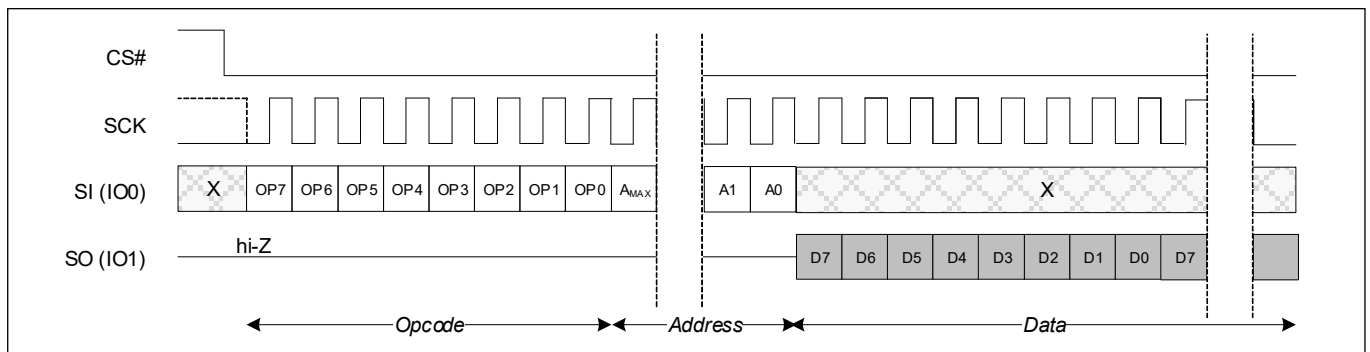 CS#
SCK
SI (IO0) X OP7 OP6 OP5 OP4 OP3 OP2 OP1 OP0 AMAX A1 A0 X
SO (IO1) hi-Z D7 D6 D5 D4 D3 D2 D1 D0 D7
Opcode Address Data